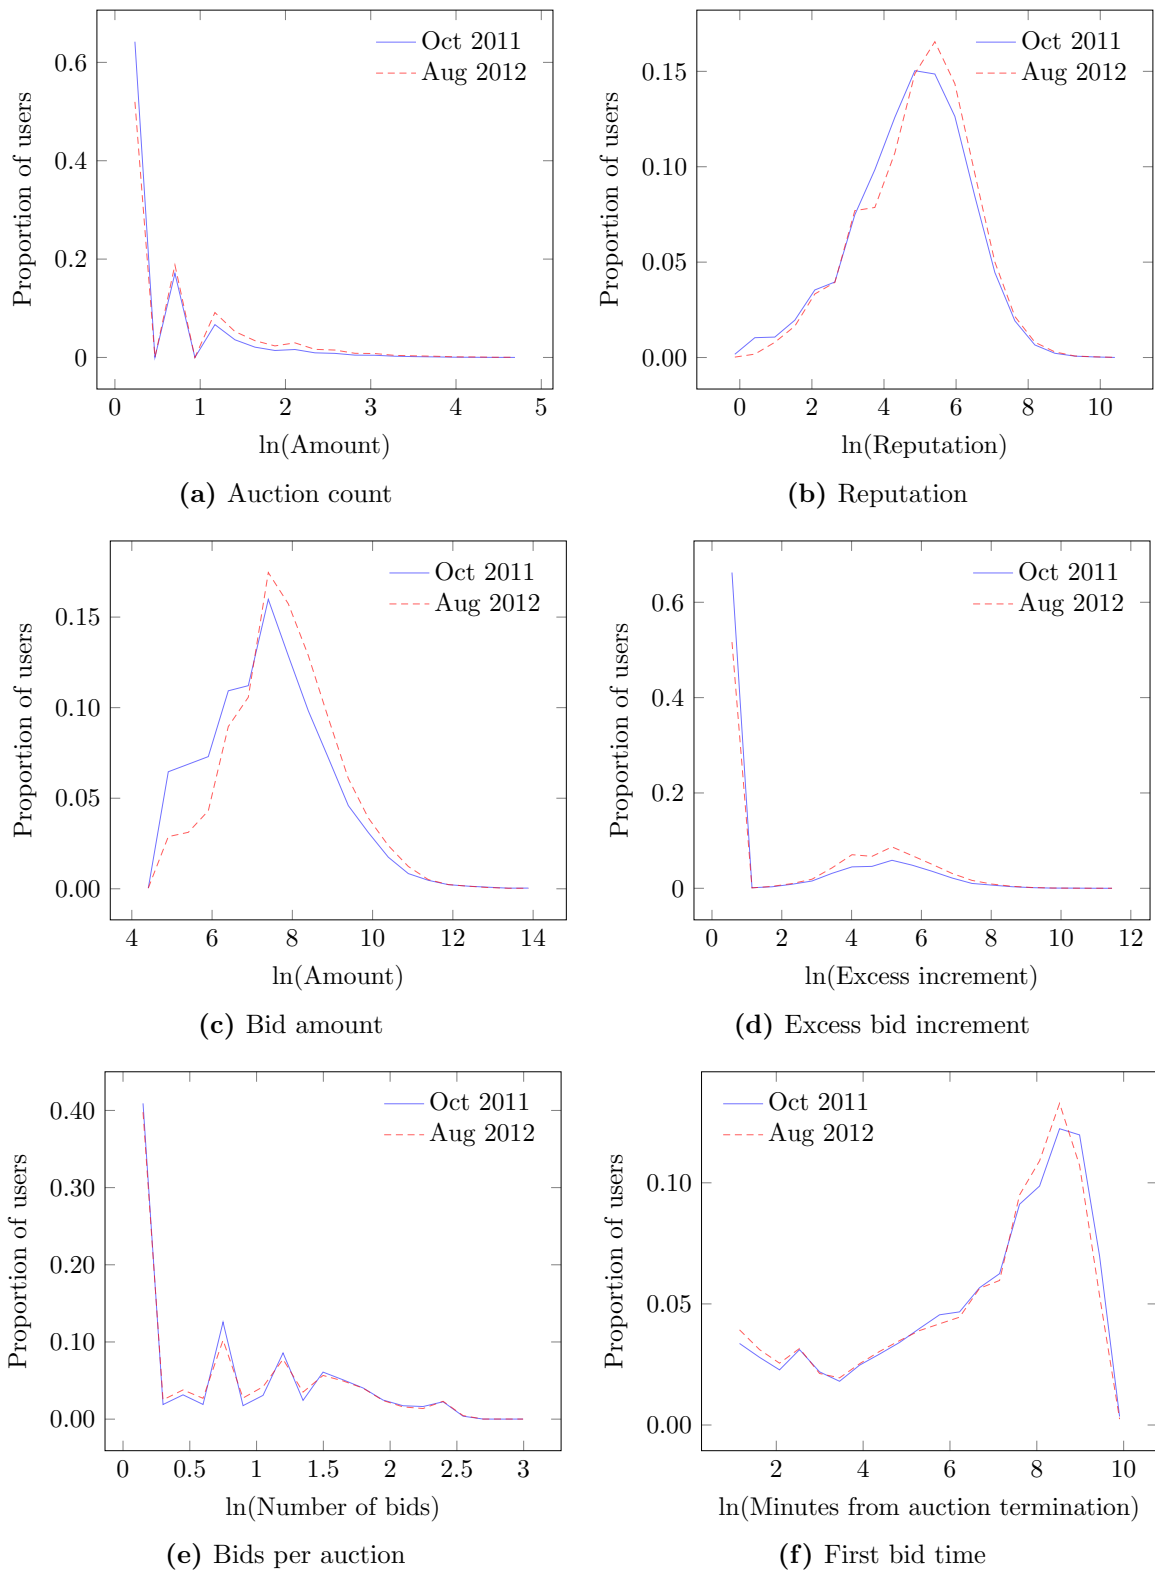 Oct 2011
Aug 2012
Proportion of users
0.6
0.4
0.2
0
0 1 2 3 4 5
ln(Amount)
(a) Auction count
Oct 2011
Aug 2012
Proportion of users
0.15
0.10
0.05
0.00
0 2 4 6 8 10
ln(Reputation)
(b) Reputation
Oct 2011
Aug 2012
Proportion of users
0.15
0.10
0.05
0.00
4 6 8 10 12 14
ln(Amount)
(c) Bid amount
Oct 2011
Aug 2012
Proportion of users
0.6
0.4
0.2
0
0 2 4 6 8 10 12
ln(Excess increment)
(d) Excess bid increment
Oct 2011
Aug 2012
Proportion of users
0.40
0.30
0.20
0.10
0.00
0 0.5 1 1.5 2 2.5 3
ln(Number of bids)
(e) Bids per auction
Oct 2011
Aug 2012
Proportion of users
0.10
0.05
0.00
2 4 6 8 10
ln(Minutes from auction termination)
(f) First bid time